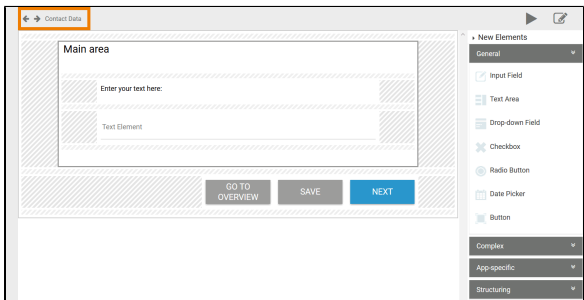 Contact Data
Main area
Enter your text here:
Text Element
GO TO
OVERVIEW
SAVE
NEXT
New Elements
General
Input Field
Text Area
Drop-down Field
Checkbox
Radio Button
Date Picker
Button
Complex
App-specific
Structuring